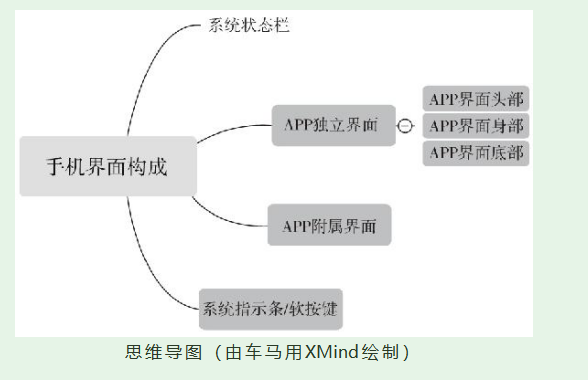 系统状态栏
APP独立界面
APP界面头部
APP界面身部
APP界面底部
手机界面构成
APP附属界面
系统指示条/软按键
思维导图（由车马用XMind绘制）